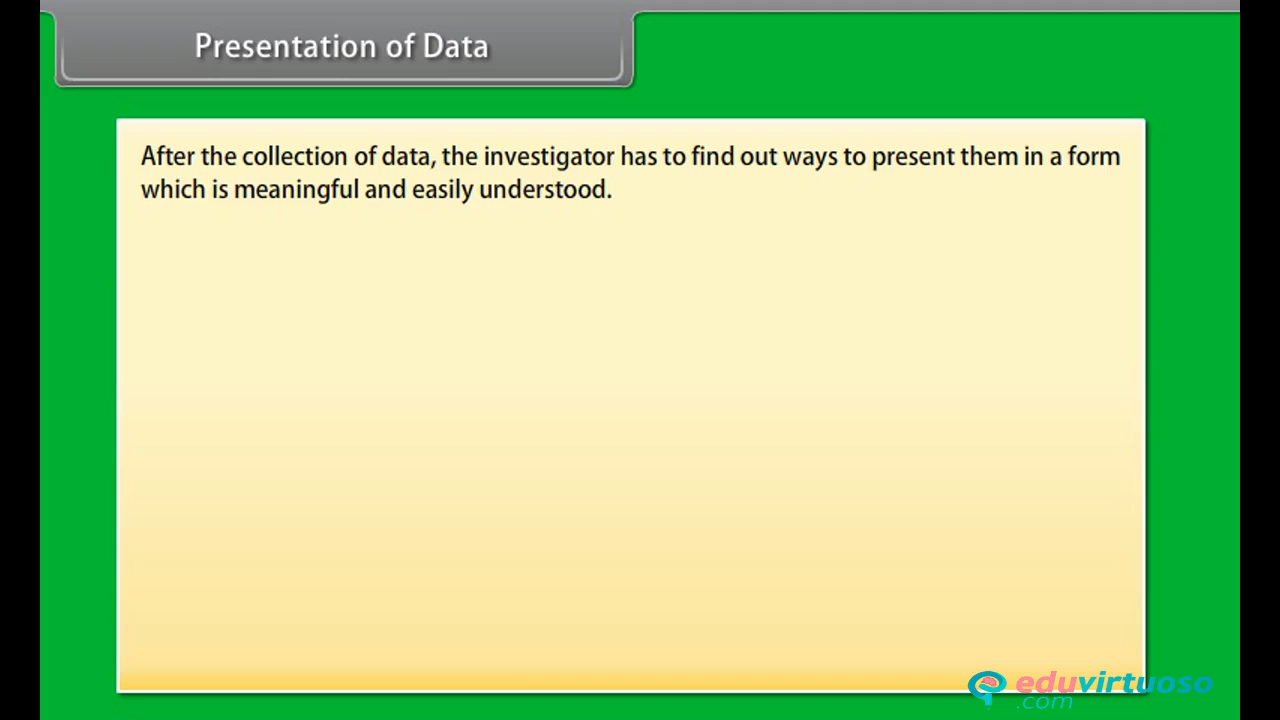 Presentation of Data
After the collection of data, the investigator has to find out ways to present them in a form
which is meaningful and easily understood.
eduvirtuoso
.com